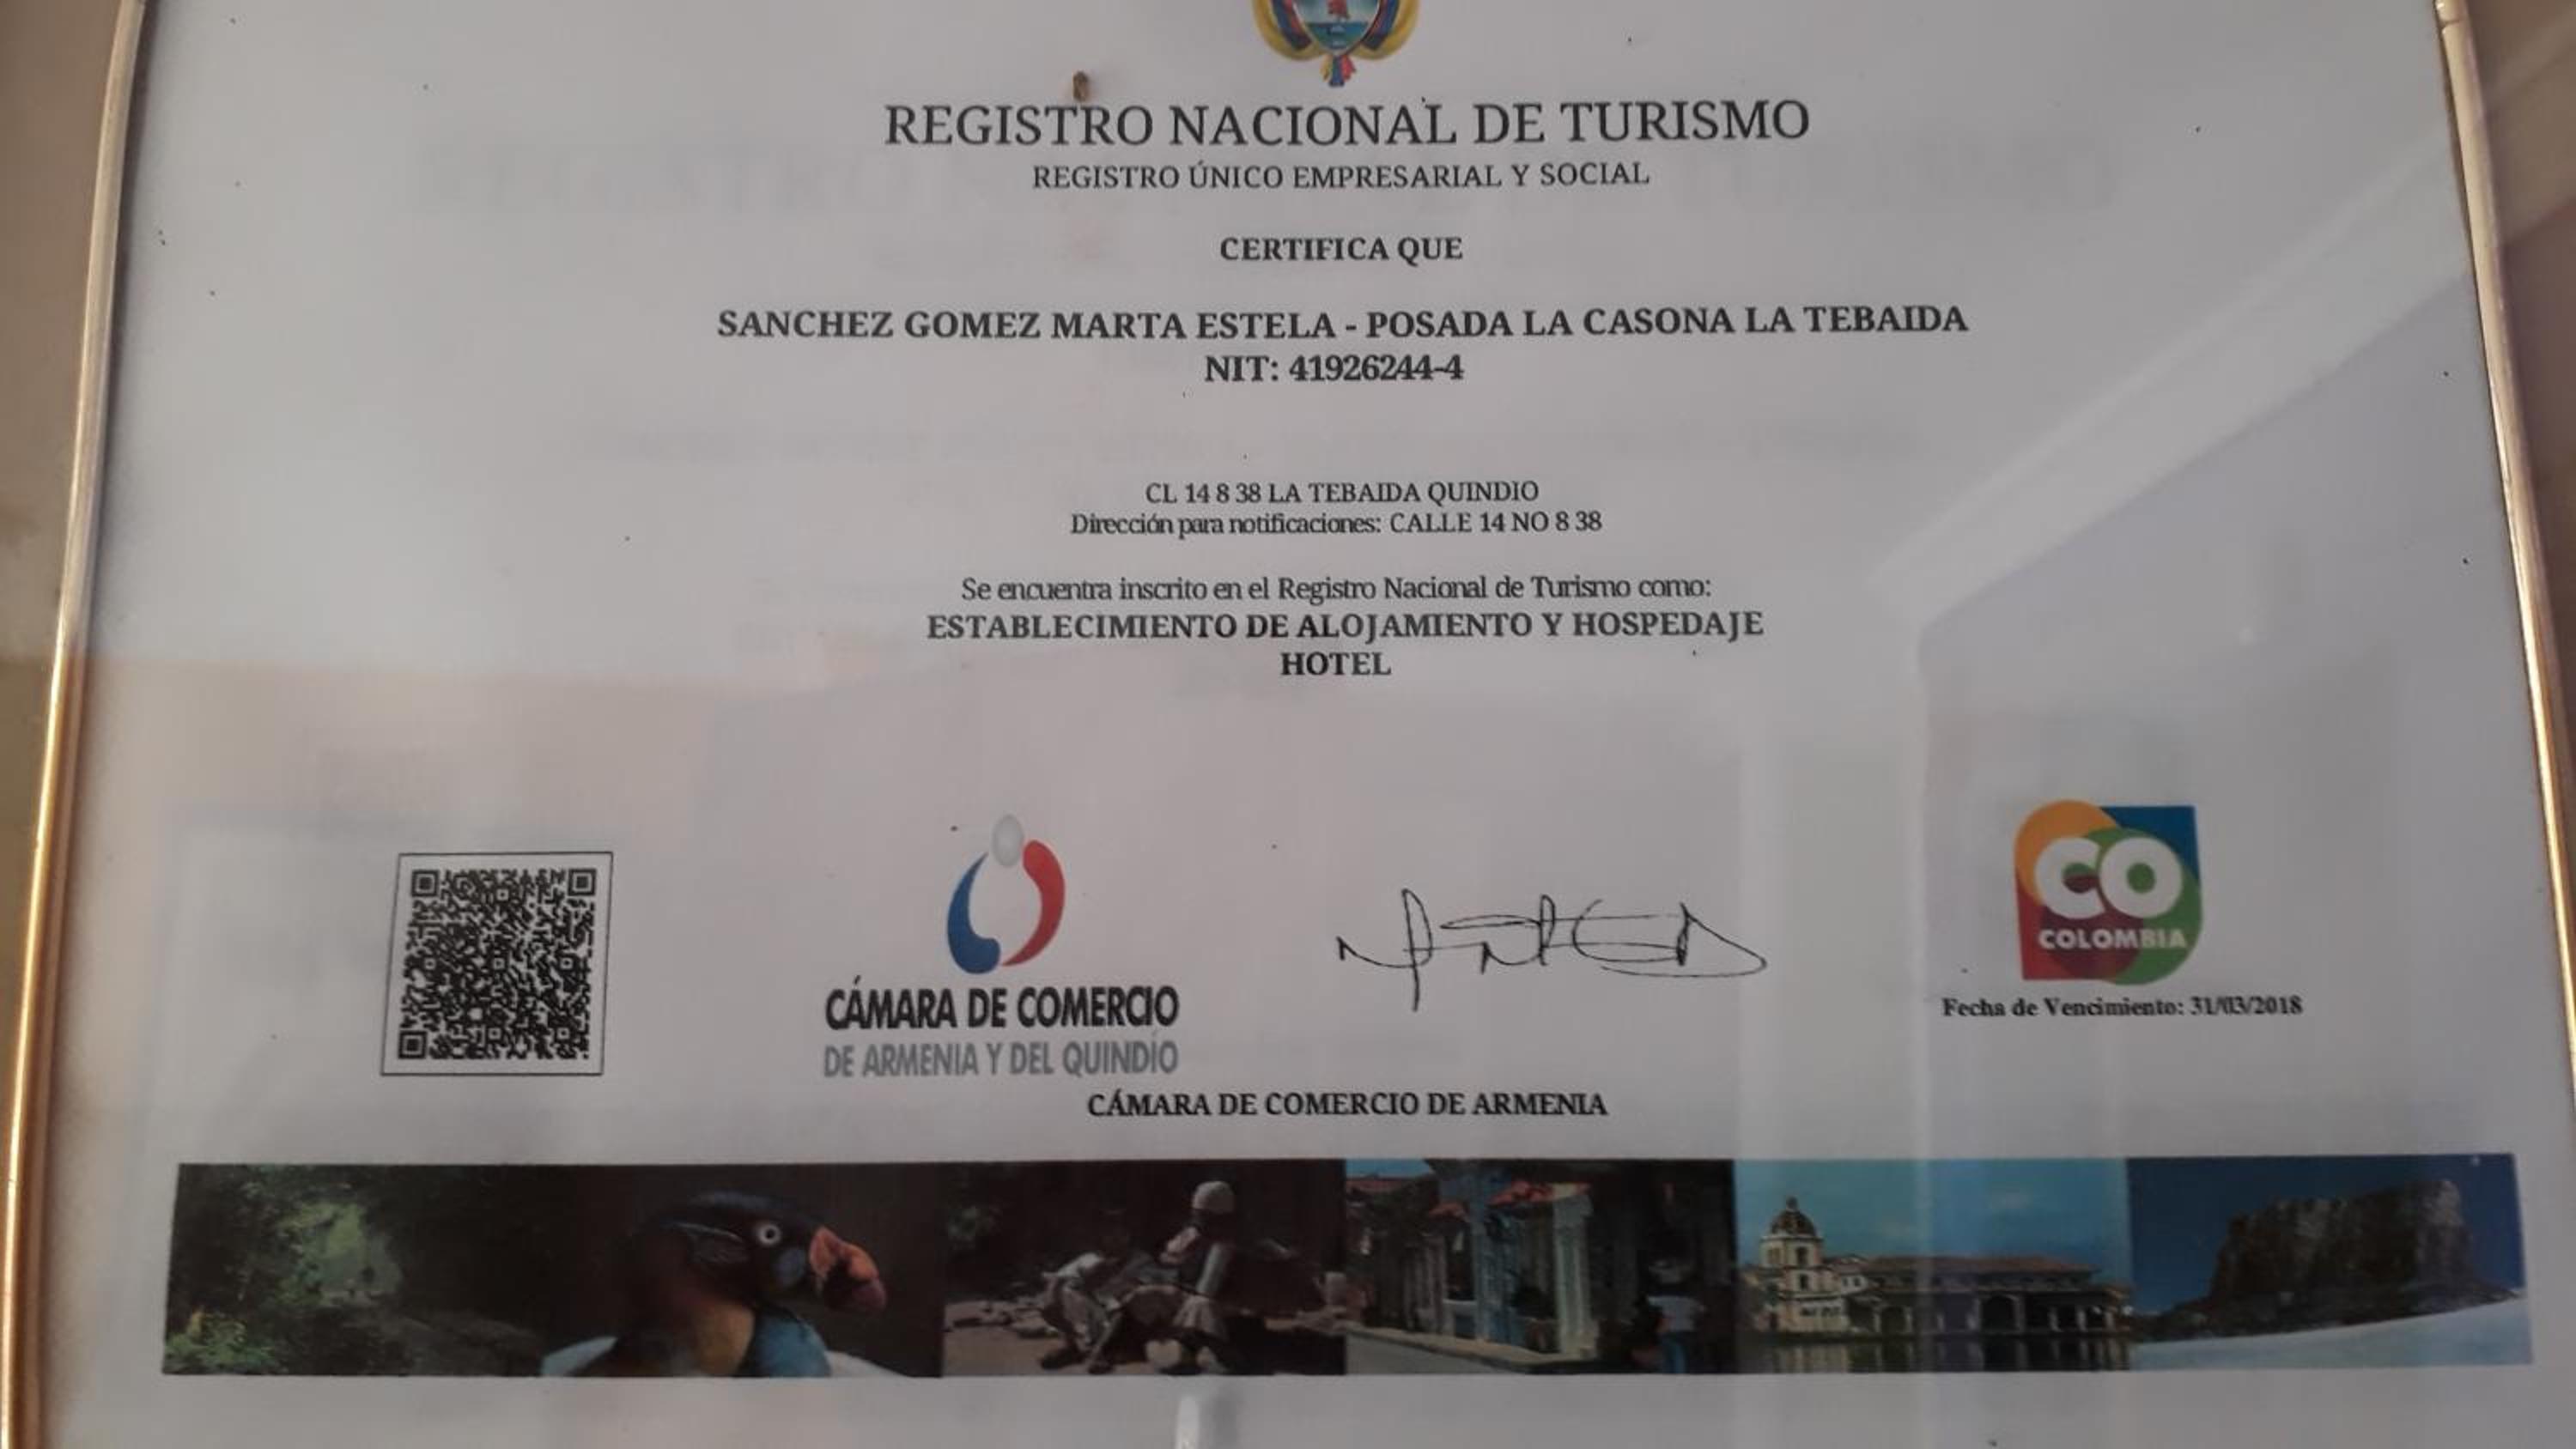 REGISTRO NACIONAL DE TURISMO
REGISTRO ÚNICO EMPRESARIAL Y SOCIAL
CERTIFICA QUE
SANCHEZ GOMEZ MARTA ESTELA - POSADA LA CASONA LA TEBAIDA
NIT: 41926244-4
CL 14 8 38 LA TEBAIDA QUINDIO
Dirección para notificaciones: CALLE 14 NO 8 38
Se encuentra inscrito en el Registro Nacional de Turismo como:
ESTABLECIMIENTO DE ALOJAMIENTO Y HOSPEDAJE
HOTEL
CO
COLOMBIA
Fecha de Vencimiento: 31/03/2018
CÁMARA DE COMERCIO
DE ARMENIA Y DEL QUINDÍO
CÁMARA DE COMERCIO DE ARMENIA